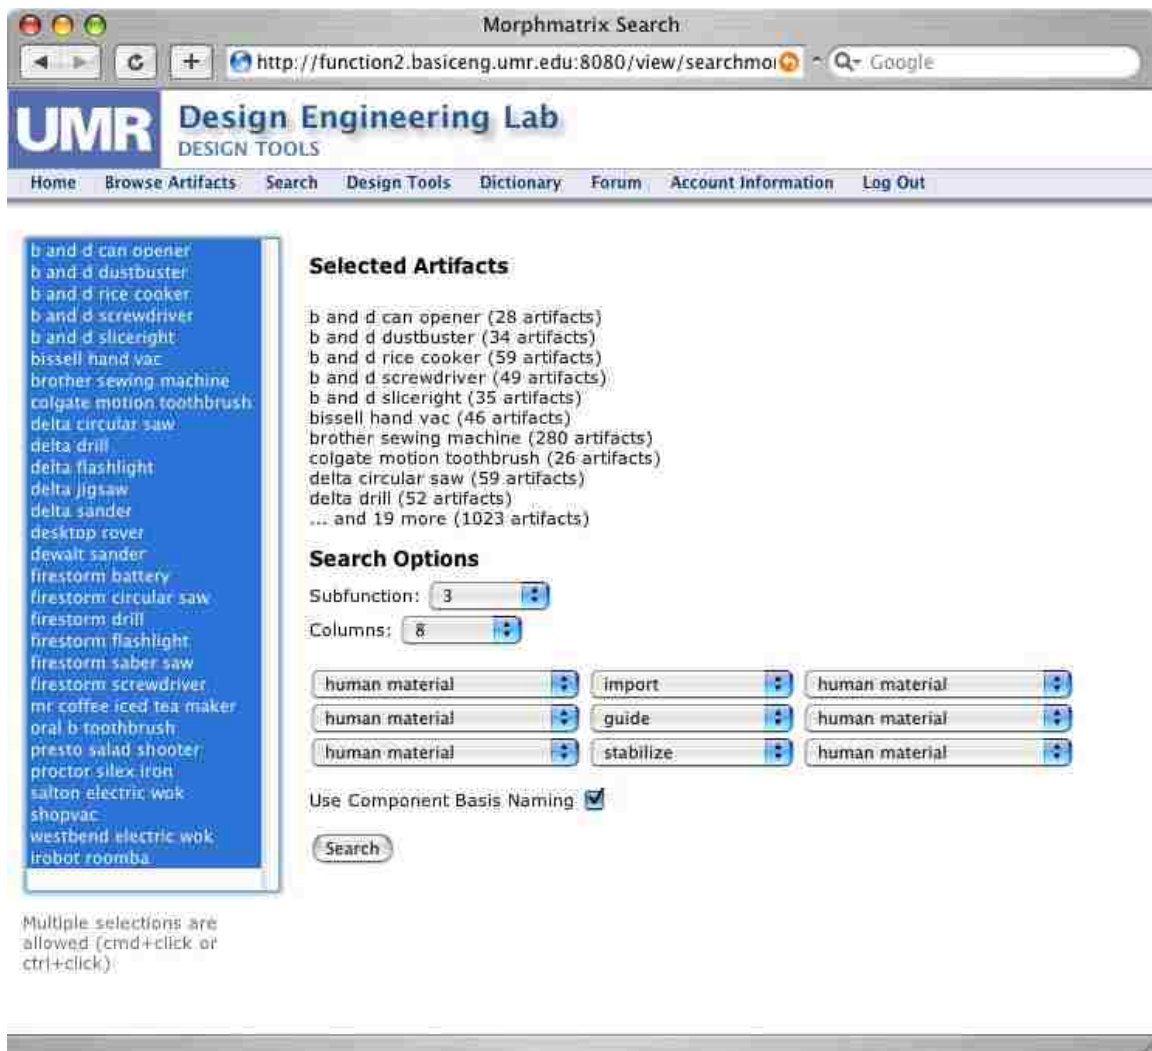 Morphmatrix Search
http://function2.basiceng.umr.edu:8080/view/searchmo
Google
UMR
Design Engineering Lab
DESIGN TOOLS
Home Browse Artifacts Search Design Tools Dictionary Forum Account Information Log Out
b and d can opener
b and d dustbuster
b and d rice cooker
b and d screwdriver
b and d sliceright
bissell hand vac
brother sewing machine
colgate motion toothbrush
delta circular saw
delta drill
delta flashlight
delta jigsaw
delta sander
desktop rover
dewalt sander
firestorm battery
firestorm circular saw
firestorm drill
firestorm flashlight
firestorm saber saw
firestorm screwdriver
mr coffee iced tea maker
oral b toothbrush
presto salad shooter
proctor silex iron
salton electric wok
shopvac
westbend electric wok
irobot roomba
Multiple selections are
allowed (cmd+click or
ctrl+click)
Selected Artifacts
b and d can opener (28 artifacts)
b and d dustbuster (34 artifacts)
b and d rice cooker (59 artifacts)
b and d screwdriver (49 artifacts)
b and d sliceright (35 artifacts)
bissell hand vac (46 artifacts)
brother sewing machine (280 artifacts)
colgate motion toothbrush (26 artifacts)
delta circular saw (59 artifacts)
delta drill (52 artifacts)
... and 19 more (1023 artifacts)
Search Options
Subfunction: 3
Columns: 8
human material import human material
human material guide human material
human material stabilize human material
Use Component Basis Naming
Search